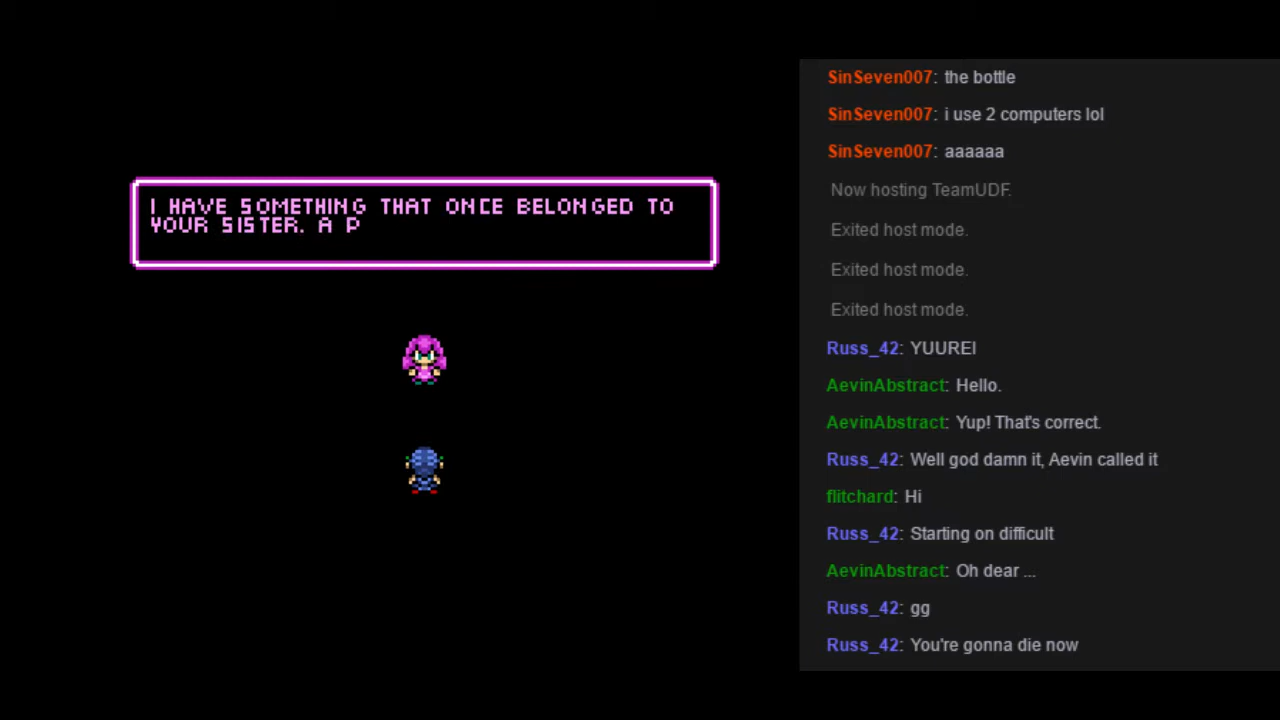 I HAVE SOMETHING THAT ONCE BELONGED TO
YOUR SISTER. A P
SinSeven007: the bottle
SinSeven007: i use 2 computers lol
SinSeven007: aaaaaa
Now hosting TeamUDF.
Exited host mode.
Exited host mode.
Exited host mode.
Russ_42: YUUREI
AevinAbstract: Hello.
AevinAbstract: Yup! That's correct.
Russ_42: Well god damn it, Aevin called it
flitchard: Hi
Russ_42: Starting on difficult
AevinAbstract: Oh dear ...
Russ_42: gg
Russ_42: You're gonna die now